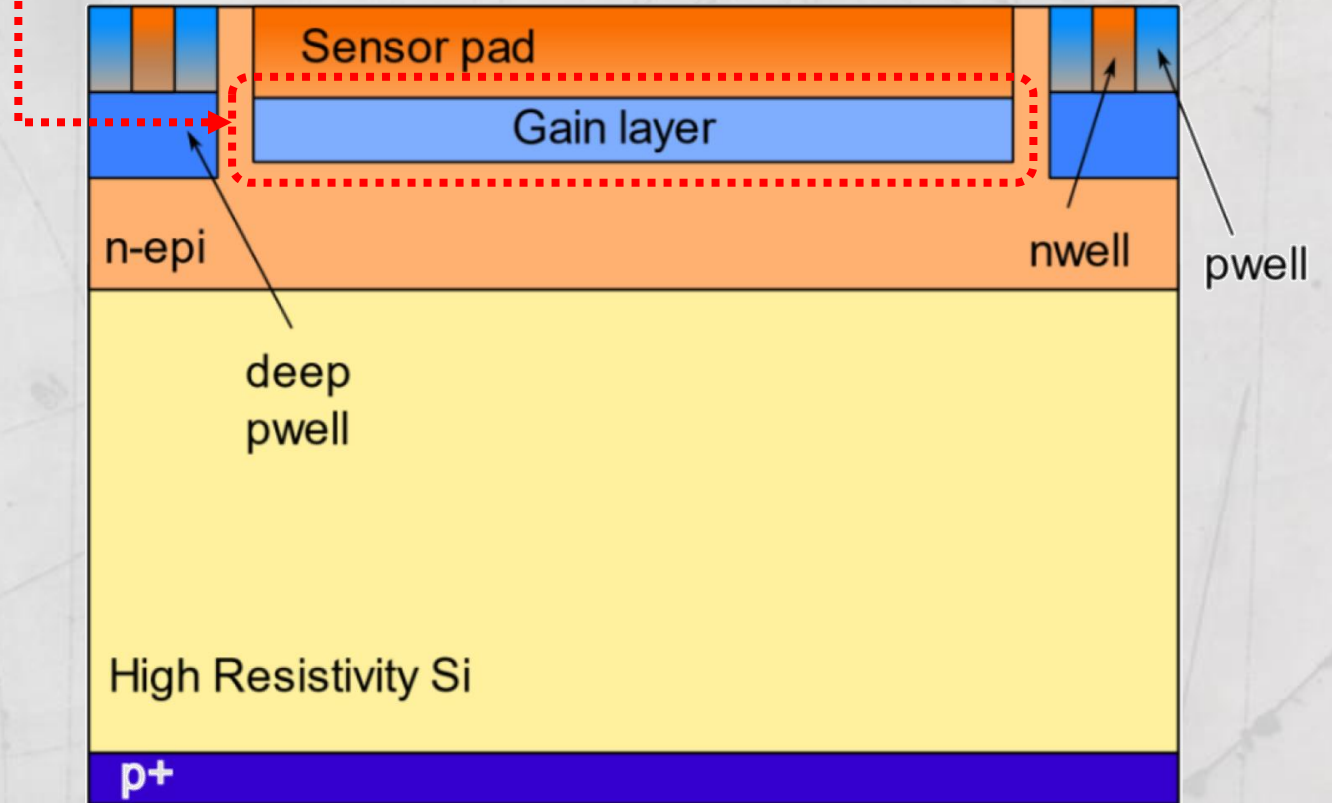 Sensor pad
Gain layer
n-epi
nwell
pwell
deep
pwell
High Resistivity Si
p+